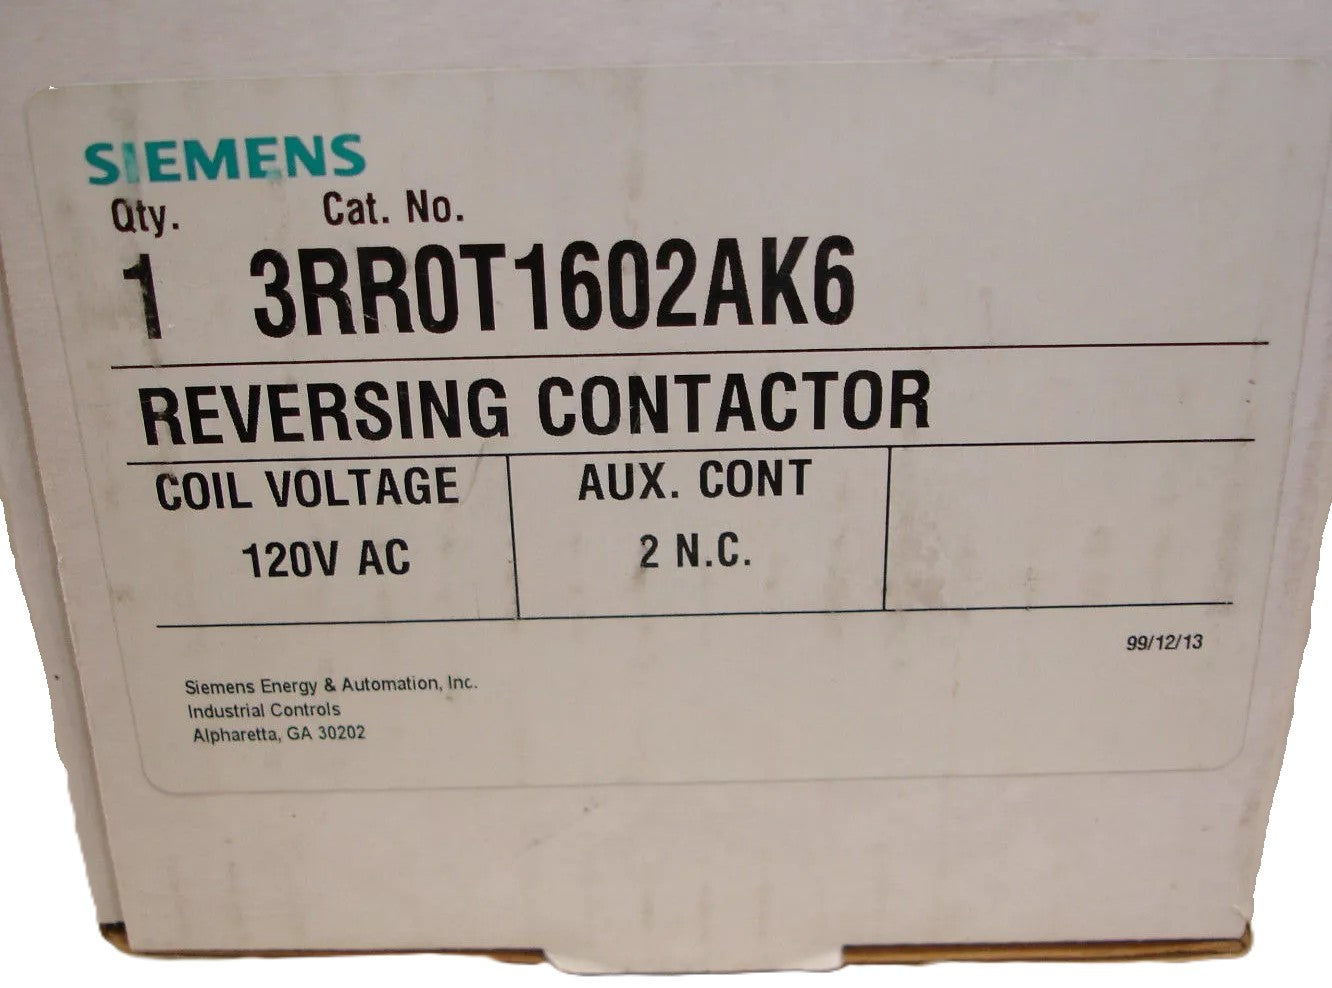 SIEMENS
Qty. Cat. No.
1 3RR0T1602AK6
REVERSING CONTACTOR
COIL VOLTAGE AUX. CONT
120V AC 2 N.C.
99/12/13
Siemens Energy & Automation, Inc.
Industrial Controls
Alpharetta, GA 30202